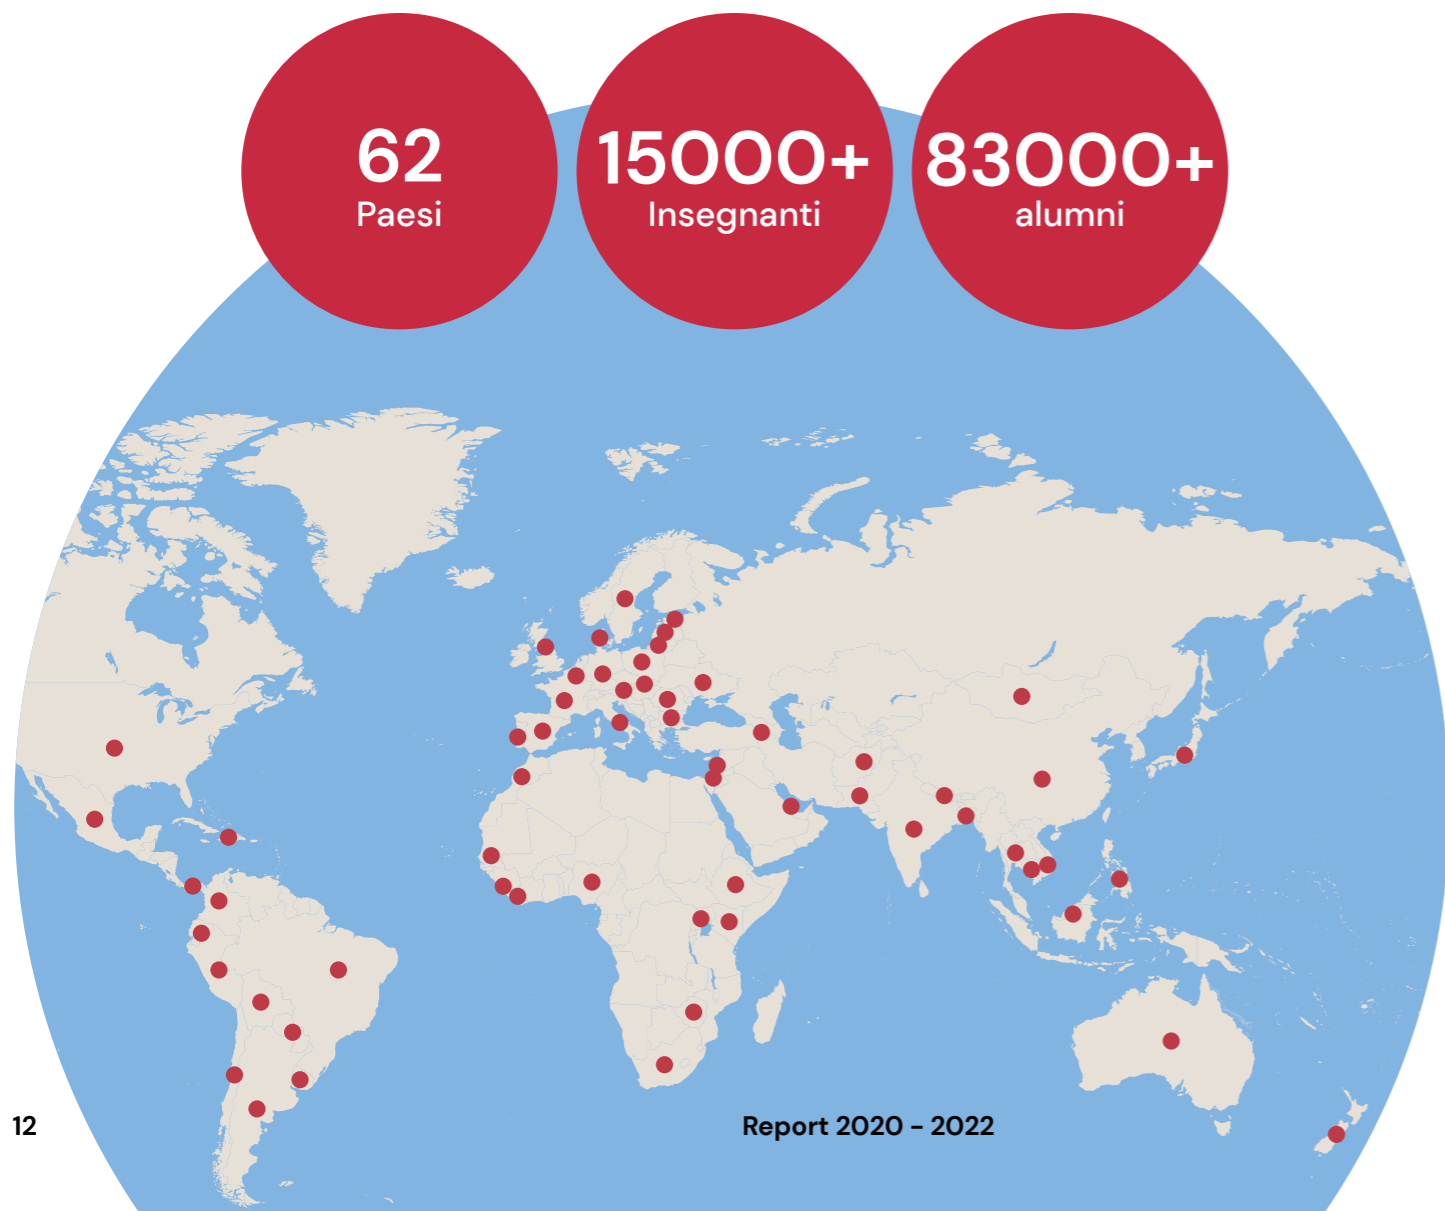 62
Paesi
15000+
Insegnanti
83000+
alumni
12
Report 2020 - 2022